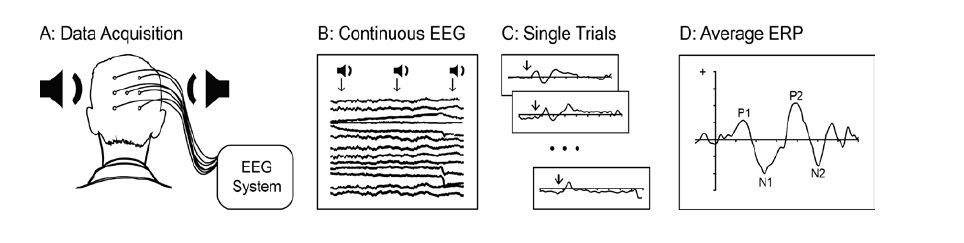 A: Data Acquisition
EEG
System
B: Continuous EEG
C: Single Trials
D: Average ERP
+
P1
P2
N1
N2